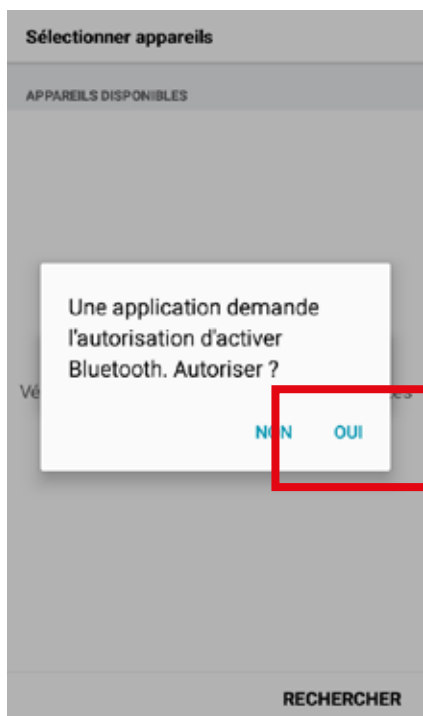 Sélectionner appareils
APPAREILS DISPONIBLES
Une application demande
l'autorisation d'activer
Bluetooth. Autoriser ?
NON OUI
RECHERCHER